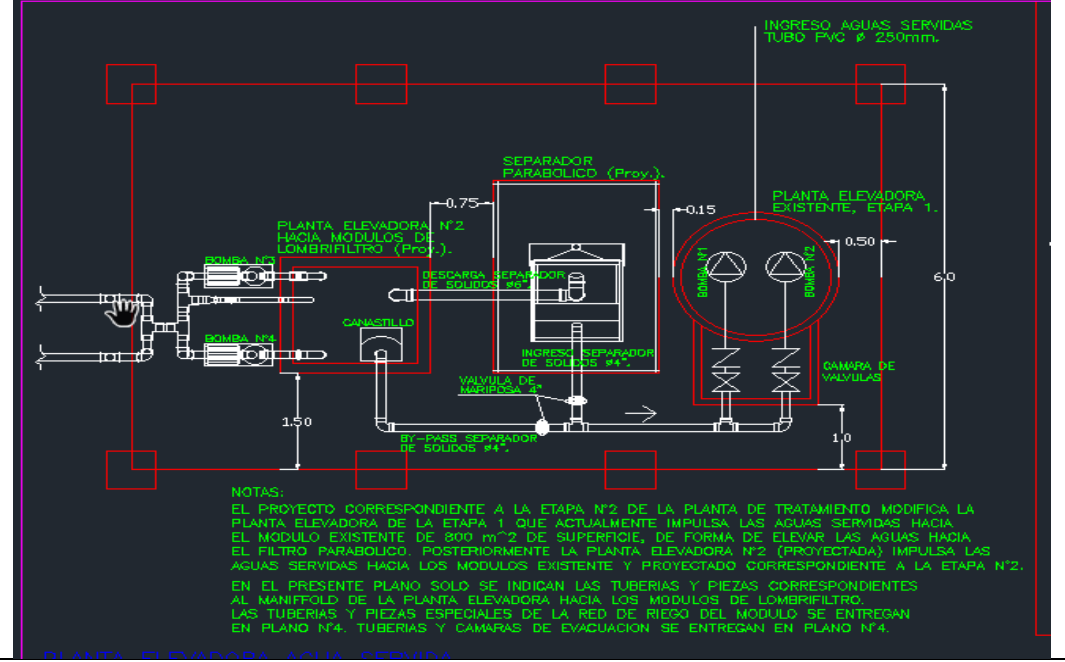 INGRESO AGUAS SERVIDAS
TUBO PVC ø 250mm.
SEPARADOR
PARABOLICO (Proy.).
0.75
0.15
PLANTA ELEVADORA
EXISTENTE, ETAPA 1.
PLANTA ELEVADORA N°2
HACIA MODULOS DE
LOMBRIFILTRO (Proy.).
0.50
BOMBA N°3
DESCARGA SEPARADOR
DE SOLIDOS ø6".
BOMBA N°1
BOMBA N°2
6.0
CANASTILLO
BOMBA N°4
INGRESO SEPARADOR
DE SOLIDOS ø4".
CAMARA DE
VALVULAS
VALVULA DE
MARIPOSA 4"
1.50
BY-PASS SEPARADOR
DE SOLIDOS ø4".
1.0
NOTAS:
EL PROYECTO CORRESPONDIENTE A LA ETAPA N°2 DE LA PLANTA DE TRATAMIENTO MODIFICA LA
PLANTA ELEVADORA DE LA ETAPA 1 QUE ACTUALMENTE IMPULSA LAS AGUAS SERVIDAS HACIA
EL MODULO EXISTENTE DE 800 m^2 DE SUPERFICIE, DE FORMA DE ELEVAR LAS AGUAS HACIA
EL FILTRO PARABOLICO. POSTERIORMENTE LA PLANTA ELEVADORA N°2 (PROYECTADA) IMPULSA LAS
AGUAS SERVIDAS HACIA LOS MODULOS EXISTENTE Y PROYECTADO CORRESPONDIENTE A LA ETAPA N°2.
EN EL PRESENTE PLANO SOLO SE INDICAN LAS TUBERIAS Y PIEZAS CORRESPONDIENTES
AL MANIFFOLD DE LA PLANTA ELEVADORA HACIA LOS MODULOS DE LOMBRIFILTRO.
LAS TUBERIAS Y PIEZAS ESPECIALES DE LA RED DE RIEGO DEL MODULO SE ENTREGAN
EN PLANO N°4. TUBERIAS Y CAMARAS DE EVACUACION SE ENTREGAN EN PLANO N°4.
PLANTA ELEVADORA AGUA SERVIDA